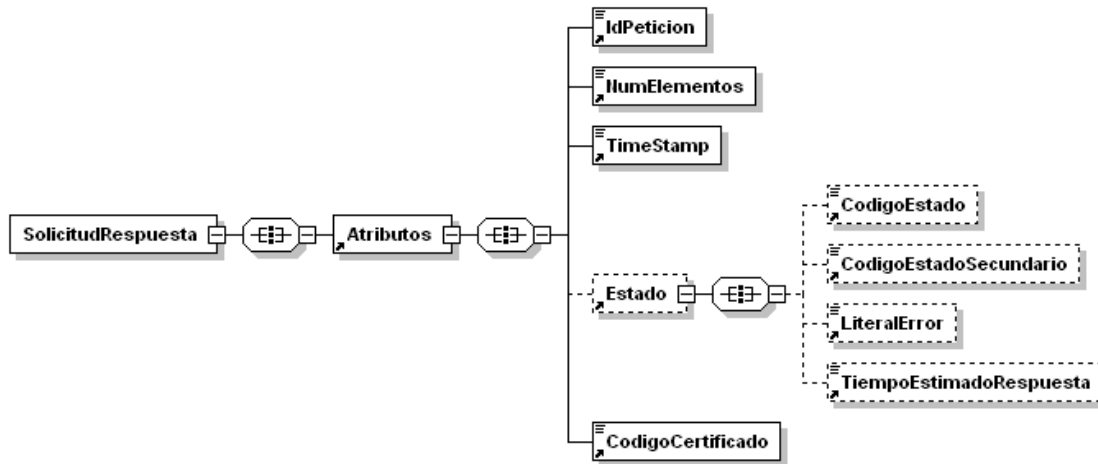 IdPeticion
NumElementos
TimeStamp
SolicitudRespuesta
Atributos
CodigoEstado
CodigoEstadoSecundario
Estado
LiteralError
TiempoEstimadoRespuesta
CodigoCertificado